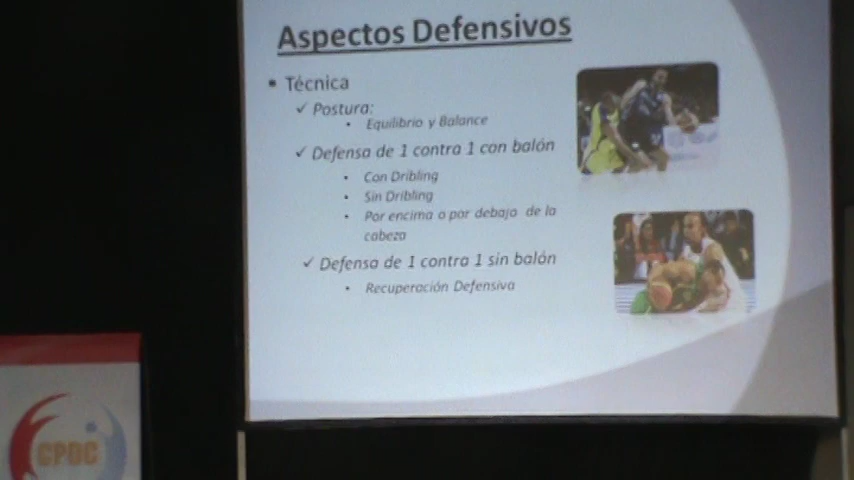 Aspectos Defensivos
• Técnica
✓ Postura:
• Equilibrio y Balance
✓ Defensa de 1 contra 1 con balón
• Con Dribling
• Sin Dribling
• Por encima o por debajo de la
cabeza
✓ Defensa de 1 contra 1 sin balón
• Recuperación Defensiva
CPDC